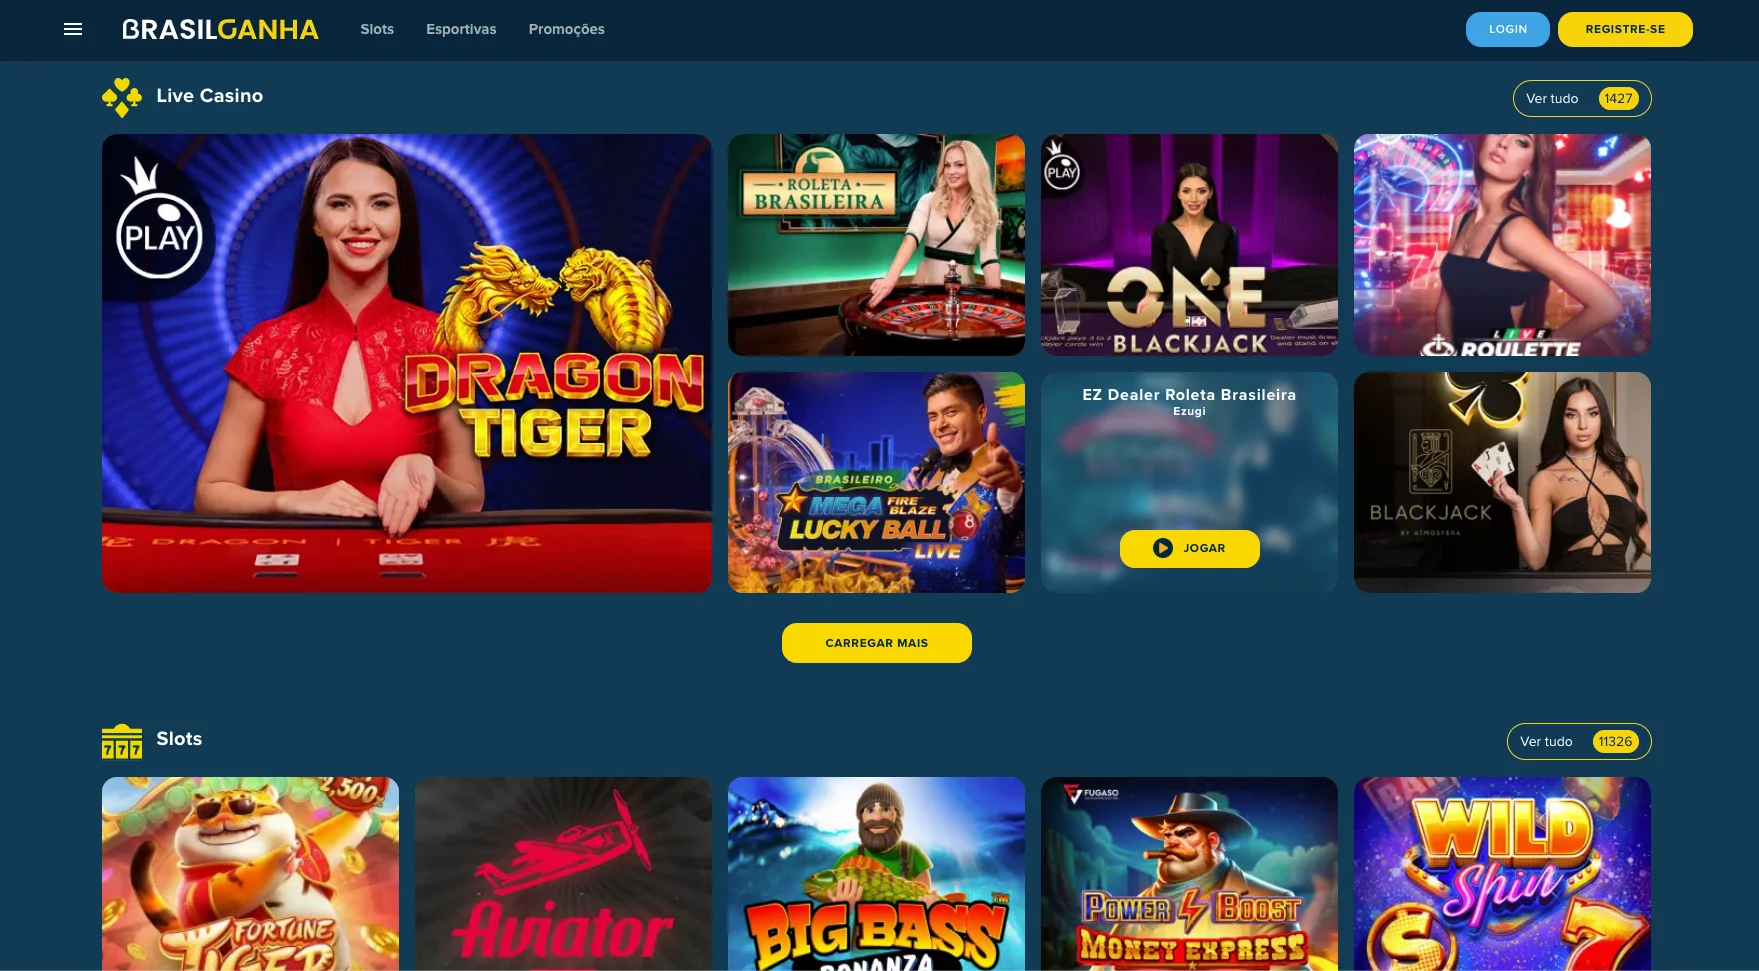 BRASILGANHA
Slots
Esportivas
Promoções
LOGIN
REGISTRE-SE
Live Casino
Ver tudo 1427
PLAY
DRAGON
TIGER
DRAGON | TIGER
ROLETA
BRASILEIRA
PLAY
ONE
BLACKJACK
LIVE
ROULETTE
BRASILEIRO
MEGA FIRE BLAZE
LUCKY BALL
LIVE
8
EZ Dealer Roleta Brasileira
Ezugi
JOGAR
BLACKJACK
BY ATMOSFERA
CARREGAR MAIS
777
Slots
Ver tudo 11326
2,500
FORTUNE
TIGER
Aviator
BIG BASS
BONANZA
FUGASO
POWER BOOST
MONEY EXPRESS
WILD
Spin
$ 7